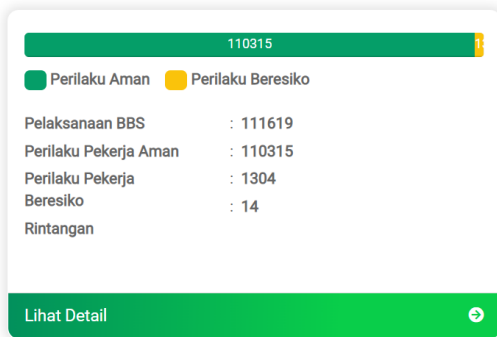 110315
Perilaku Aman Perilaku Beresiko
Pelaksanaan BBS : 111619
Perilaku Pekerja Aman : 110315
Perilaku Pekerja : 1304
Beresiko : 14
Rintangan
Lihat Detail